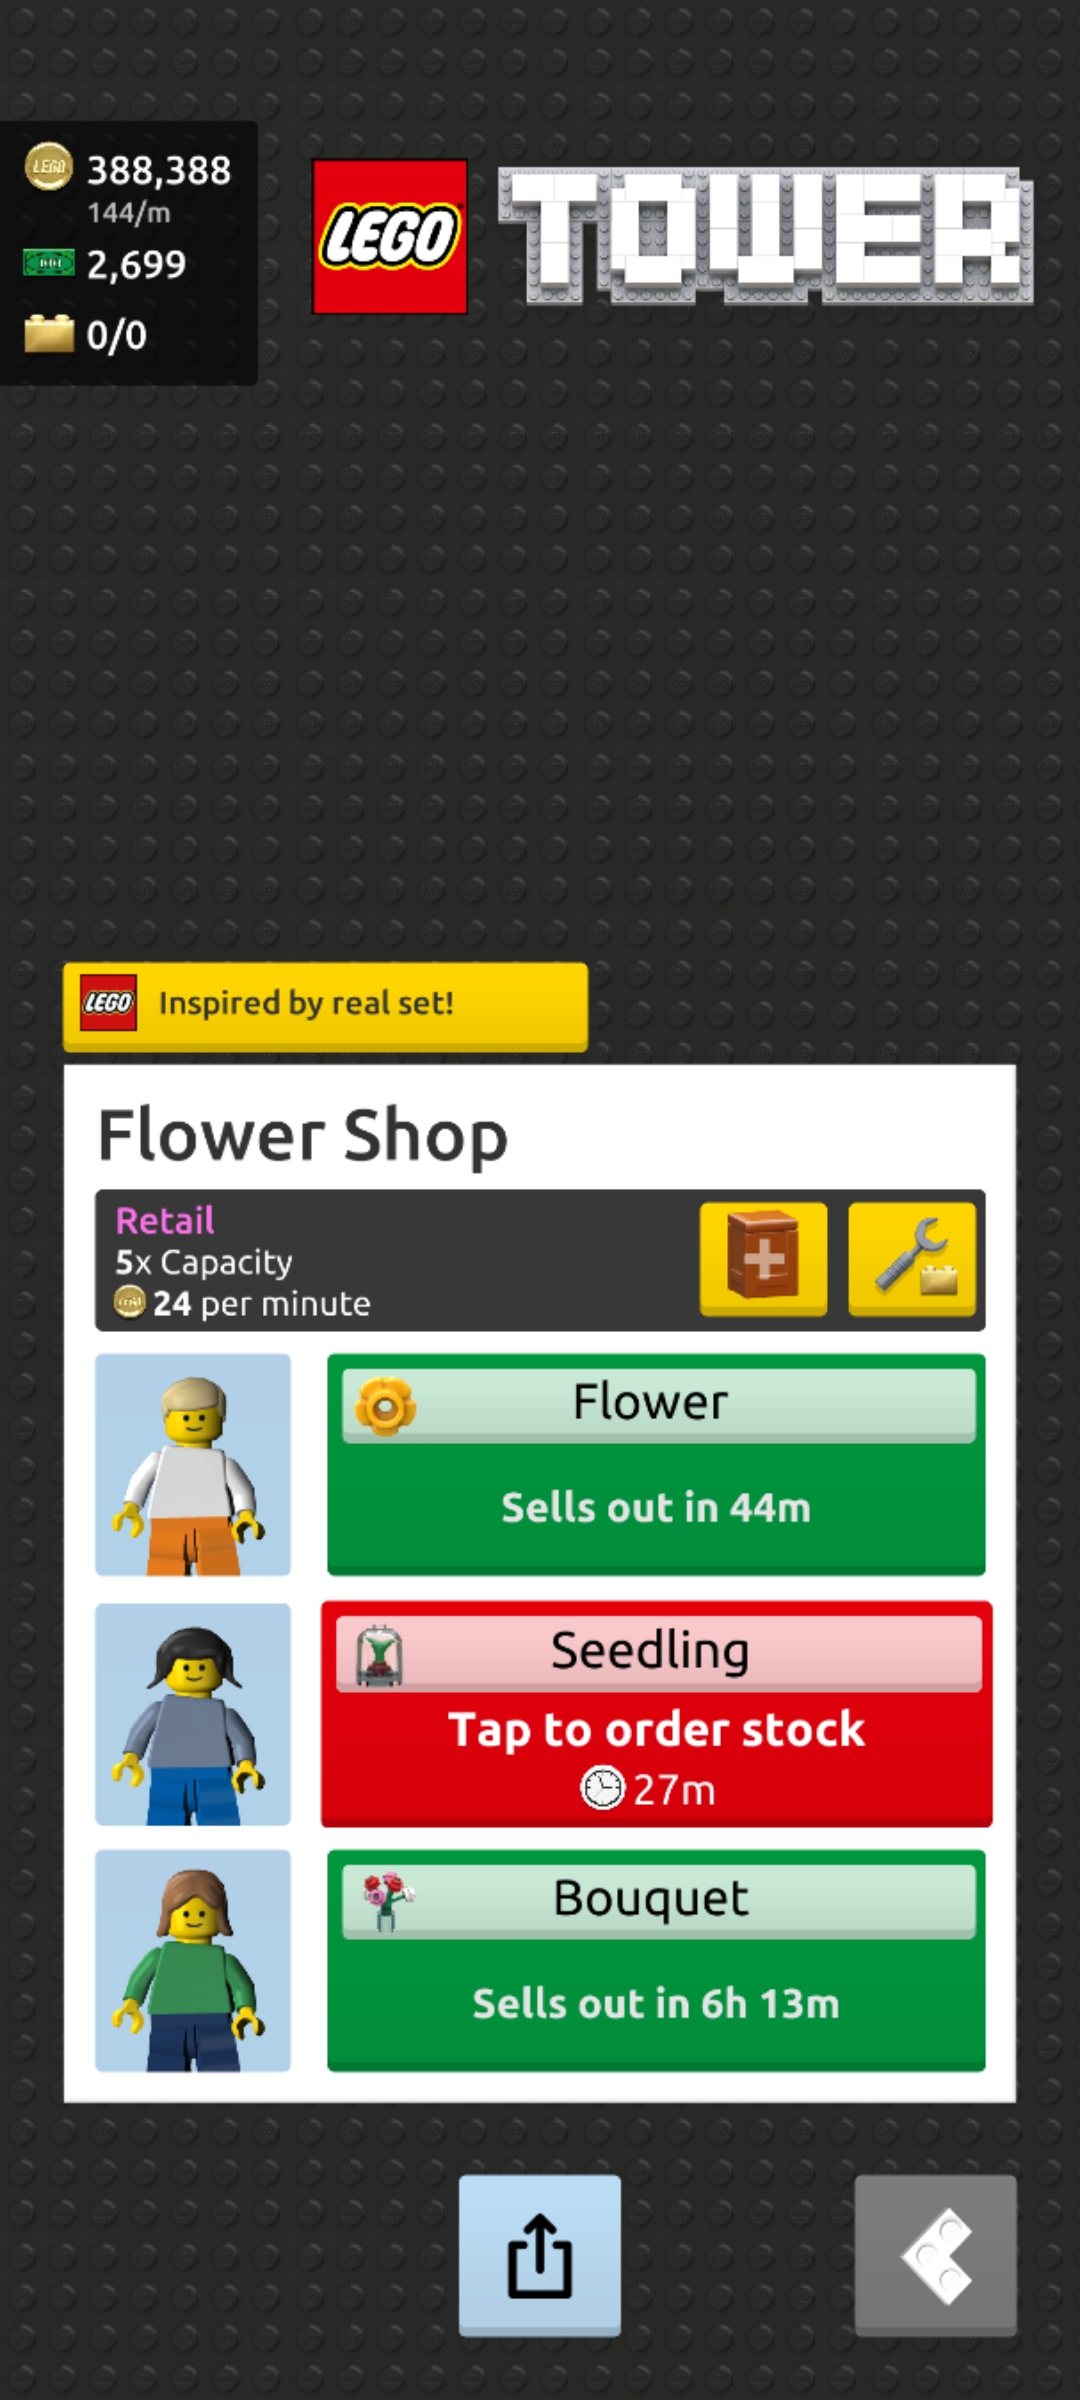 388,388
144/m
2,699
0/0
LEGO TOWER
LEGO Inspired by real set!
Flower Shop
Retail
5x Capacity
24 per minute
Flower
Sells out in 44m
Seedling
Tap to order stock
27m
Bouquet
Sells out in 6h 13m